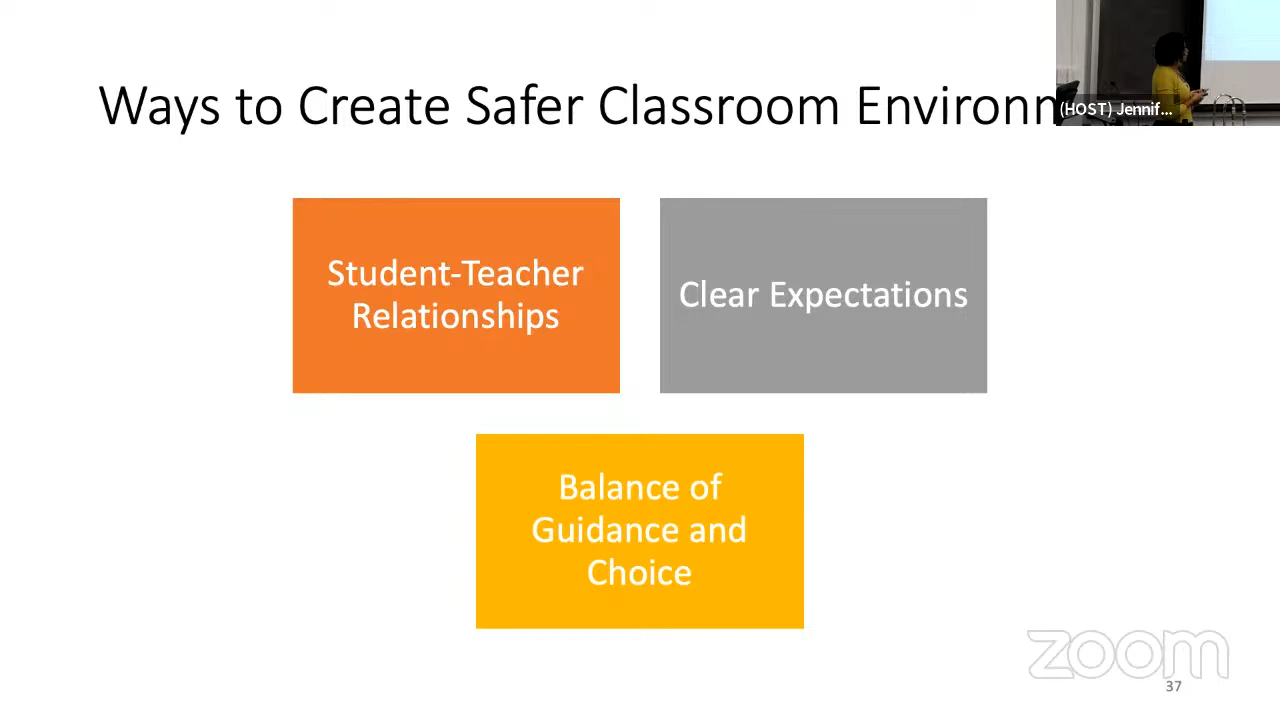 Ways to Create Safer Classroom Environm
(HOST) Jennif...
Student-Teacher
Relationships
Clear Expectations
Balance of
Guidance and
Choice
zoom
37